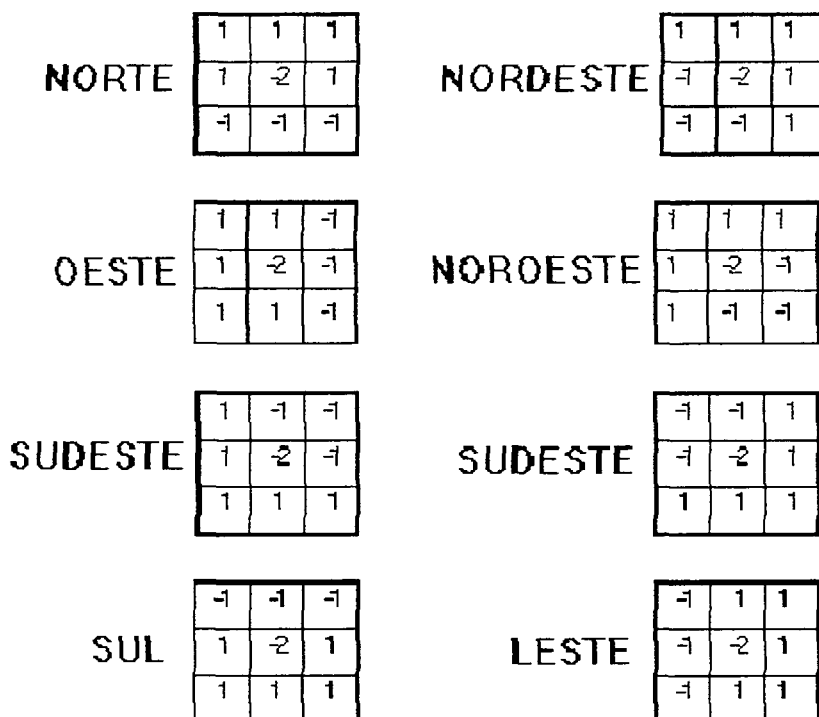 1 1 1
NORTE 1 -2 1
-1 -1 -1
1 1 1
NORDESTE -1 -2 1
-1 -1 1
1 1 -1
OESTE 1 -2 -1
1 1 -1
1 1 1
NOROESTE 1 -2 -1
1 -1 -1
1 -1 -1
SUDESTE 1 -2 -1
1 1 1
-1 -1 1
SUDESTE -1 -2 1
1 1 1
-1 -1 -1
SUL 1 -2 1
1 1 1
-1 1 1
LESTE -1 -2 1
-1 1 1